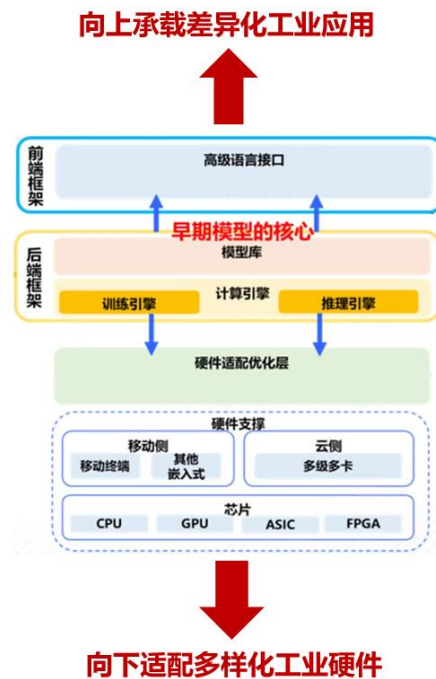 向上承载差异化工业应用
前端框架
高级语言接口
早期模型的核心
后端框架
模型库
计算引擎
训练引擎
推理引擎
硬件适配优化层
硬件支撑
移动侧
云侧
移动终端
其他
嵌入式
多级多卡
芯片
CPU
GPU
ASIC
FPGA
向下适配多样化工业硬件